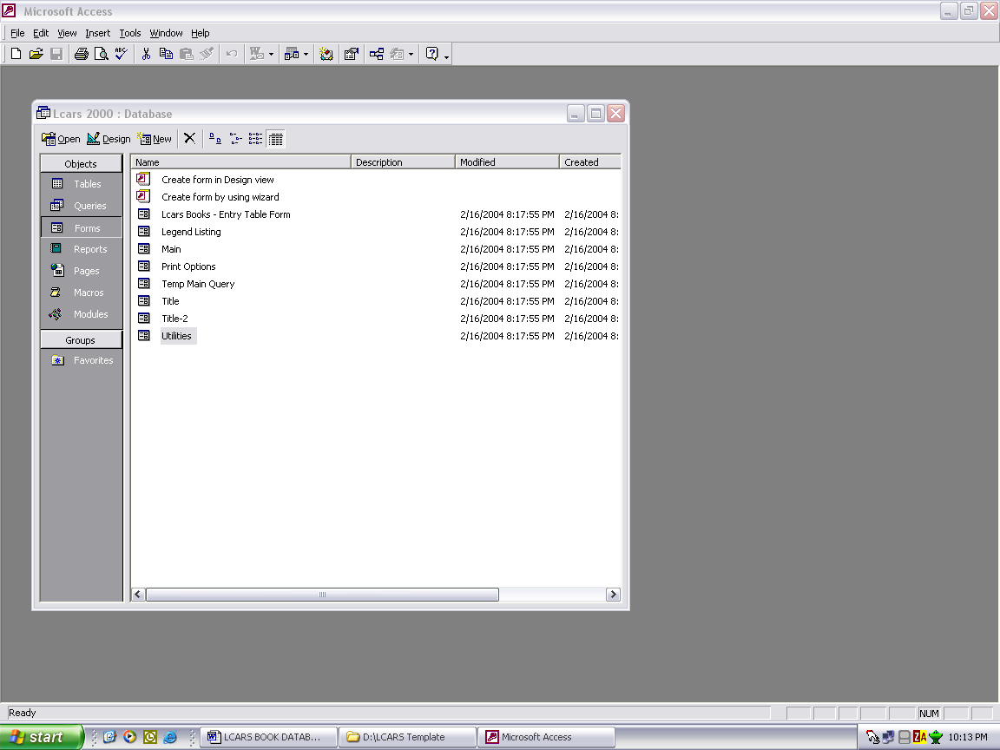 Microsoft Access
File Edit View Insert Tools Window Help
Lcars 2000 : Database
Open Design New
Objects
Tables
Queries
Forms
Reports
Pages
Macros
Modules
Groups
Favorites
Name Description Modified Created
Create form in Design view
Create form by using wizard
Lcars Books - Entry Table Form 2/16/2004 8:17:55 PM 2/16/2004 8:
Legend Listing 2/16/2004 8:17:55 PM 2/16/2004 8:
Main 2/16/2004 8:17:55 PM 2/16/2004 8:
Print Options 2/16/2004 8:17:55 PM 2/16/2004 8:
Temp Main Query 2/16/2004 8:17:55 PM 2/16/2004 8:
Title 2/16/2004 8:17:55 PM 2/16/2004 8:
Title-2 2/16/2004 8:17:55 PM 2/16/2004 8:
Utilities 2/16/2004 8:17:55 PM 2/16/2004 8:
Ready NUM
start LCARS BOOK DATAB... D:\LCARS Template Microsoft Access ZA 10:13 PM